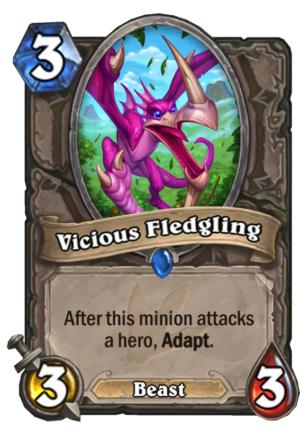 3
Vicious Fledgling
After this minion attacks
a hero, Adapt.
3
Beast
3